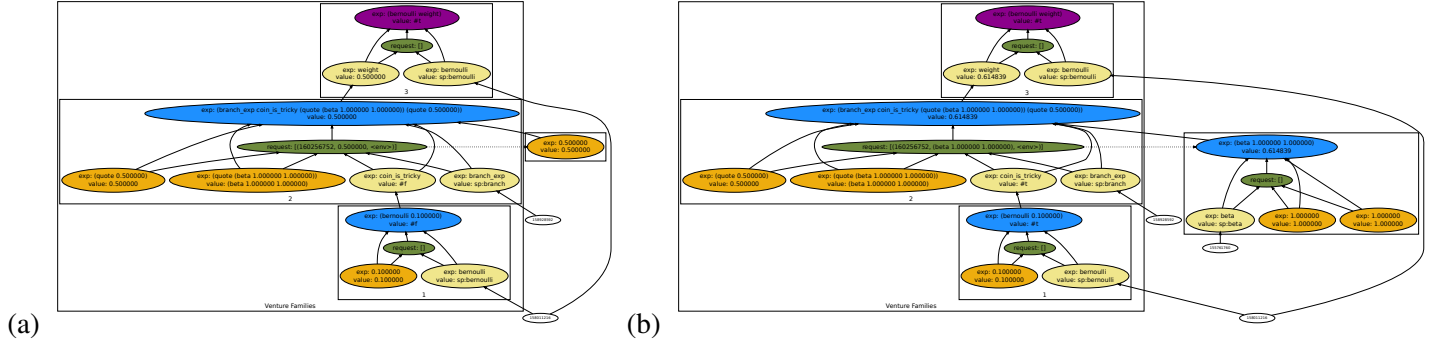 exp: (bernoulli weight)
value: #t
request: []
exp: weight
value: 0.500000
exp: bernoulli
value: sp:bernoulli
3
exp: (branch_exp coin_is_tricky (quote (beta 1.000000 1.000000)) (quote 0.500000))
value: 0.500000
request: [(160256752, 0.500000, <env>)]
exp: 0.500000
value: 0.500000
exp: (quote 0.500000)
value: 0.500000
exp: (quote (beta 1.000000 1.000000))
value: (beta 1.000000 1.000000)
exp: coin_is_tricky
value: #f
exp: branch_exp
value: sp:branch
2
exp: (bernoulli 0.100000)
value: #f
request: []
exp: 0.100000
value: 0.100000
exp: bernoulli
value: sp:bernoulli
1
Venture Families
(a)
exp: (bernoulli weight)
value: #t
request: []
exp: weight
value: 0.614839
exp: bernoulli
value: sp:bernoulli
3
exp: (branch_exp coin_is_tricky (quote (beta 1.000000 1.000000)) (quote 0.500000))
value: 0.614839
request: [(160256752, (beta 1.000000 1.000000), <env>)]
exp: (beta 1.000000 1.000000)
value: 0.614839
exp: (quote 0.500000)
value: 0.500000
exp: (quote (beta 1.000000 1.000000))
value: (beta 1.000000 1.000000)
exp: coin_is_tricky
value: #t
exp: branch_exp
value: sp:branch
2
request: []
exp: beta
value: sp:beta
exp: 1.000000
value: 1.000000
exp: 1.000000
value: 1.000000
exp: (bernoulli 0.100000)
value: #t
request: []
exp: 0.100000
value: 0.100000
exp: bernoulli
value: sp:bernoulli
1
Venture Families
(b)